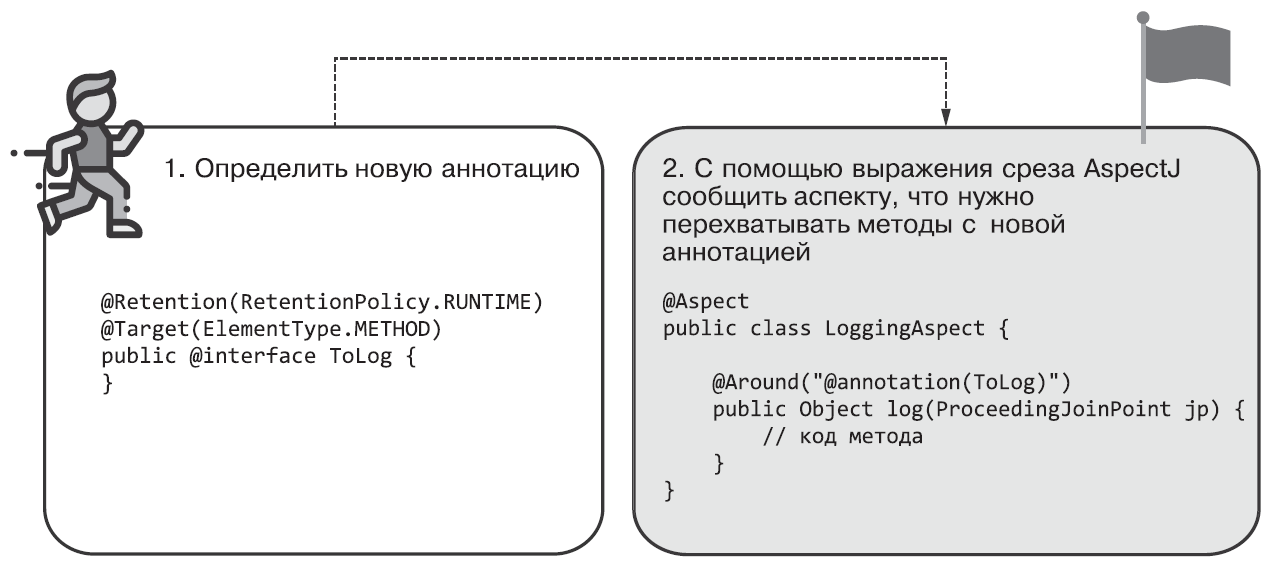 1. Определить новую аннотацию
@Retention(RetentionPolicy.RUNTIME)
@Target(ElementType.METHOD)
public @interface ToLog {
}
2. С помощью выражения среза AspectJ
сообщить аспекту, что нужно
перехватывать методы с новой
аннотацией
@Aspect
public class LoggingAspect {
    @Around("@annotation(ToLog)")
    public Object log(ProceedingJoinPoint jp) {
        // код метода
    }
}